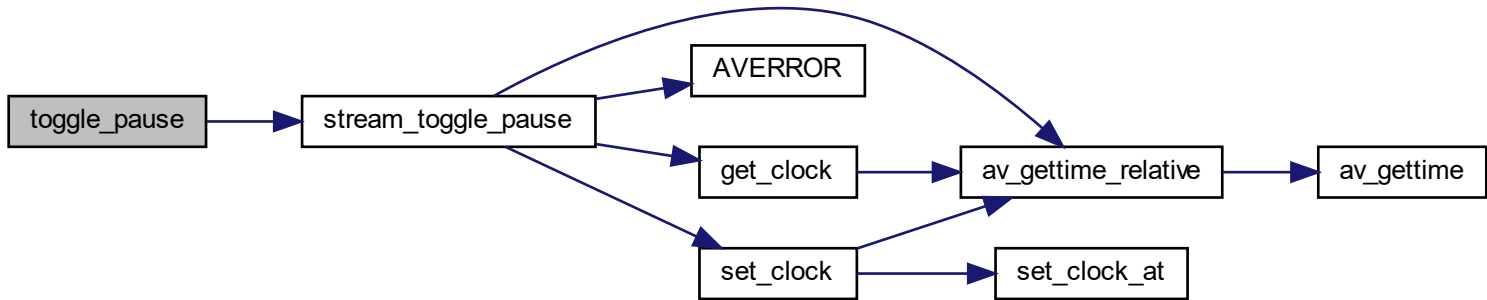 toggle_pause
stream_toggle_pause
AVERROR
get_clock
set_clock
av_gettime_relative
set_clock_at
av_gettime